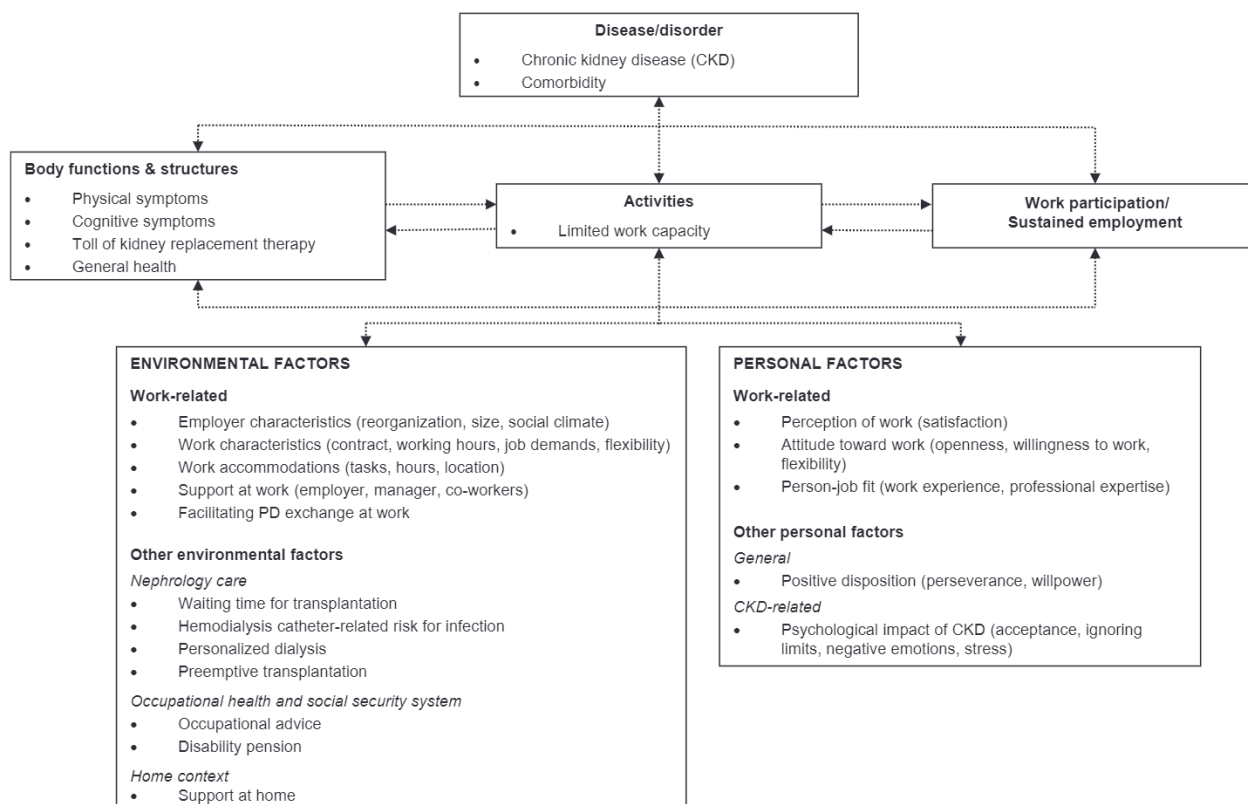 Disease/disorder
• Chronic kidney disease (CKD)
• Comorbidity
Body functions & structures
• Physical symptoms
• Cognitive symptoms
• Toll of kidney replacement therapy
• General health
Activities
• Limited work capacity
Work participation/
Sustained employment
ENVIRONMENTAL FACTORS
Work-related
• Employer characteristics (reorganization, size, social climate)
• Work characteristics (contract, working hours, job demands, flexibility)
• Work accommodations (tasks, hours, location)
• Support at work (employer, manager, co-workers)
• Facilitating PD exchange at work
Other environmental factors
Nephrology care
• Waiting time for transplantation
• Hemodialysis catheter-related risk for infection
• Personalized dialysis
• Preemptive transplantation
Occupational health and social security system
• Occupational advice
• Disability pension
Home context
• Support at home
PERSONAL FACTORS
Work-related
• Perception of work (satisfaction)
• Attitude toward work (openness, willingness to work,
flexibility)
• Person-job fit (work experience, professional expertise)
Other personal factors
General
• Positive disposition (perseverance, willpower)
CKD-related
• Psychological impact of CKD (acceptance, ignoring
limits, negative emotions, stress)